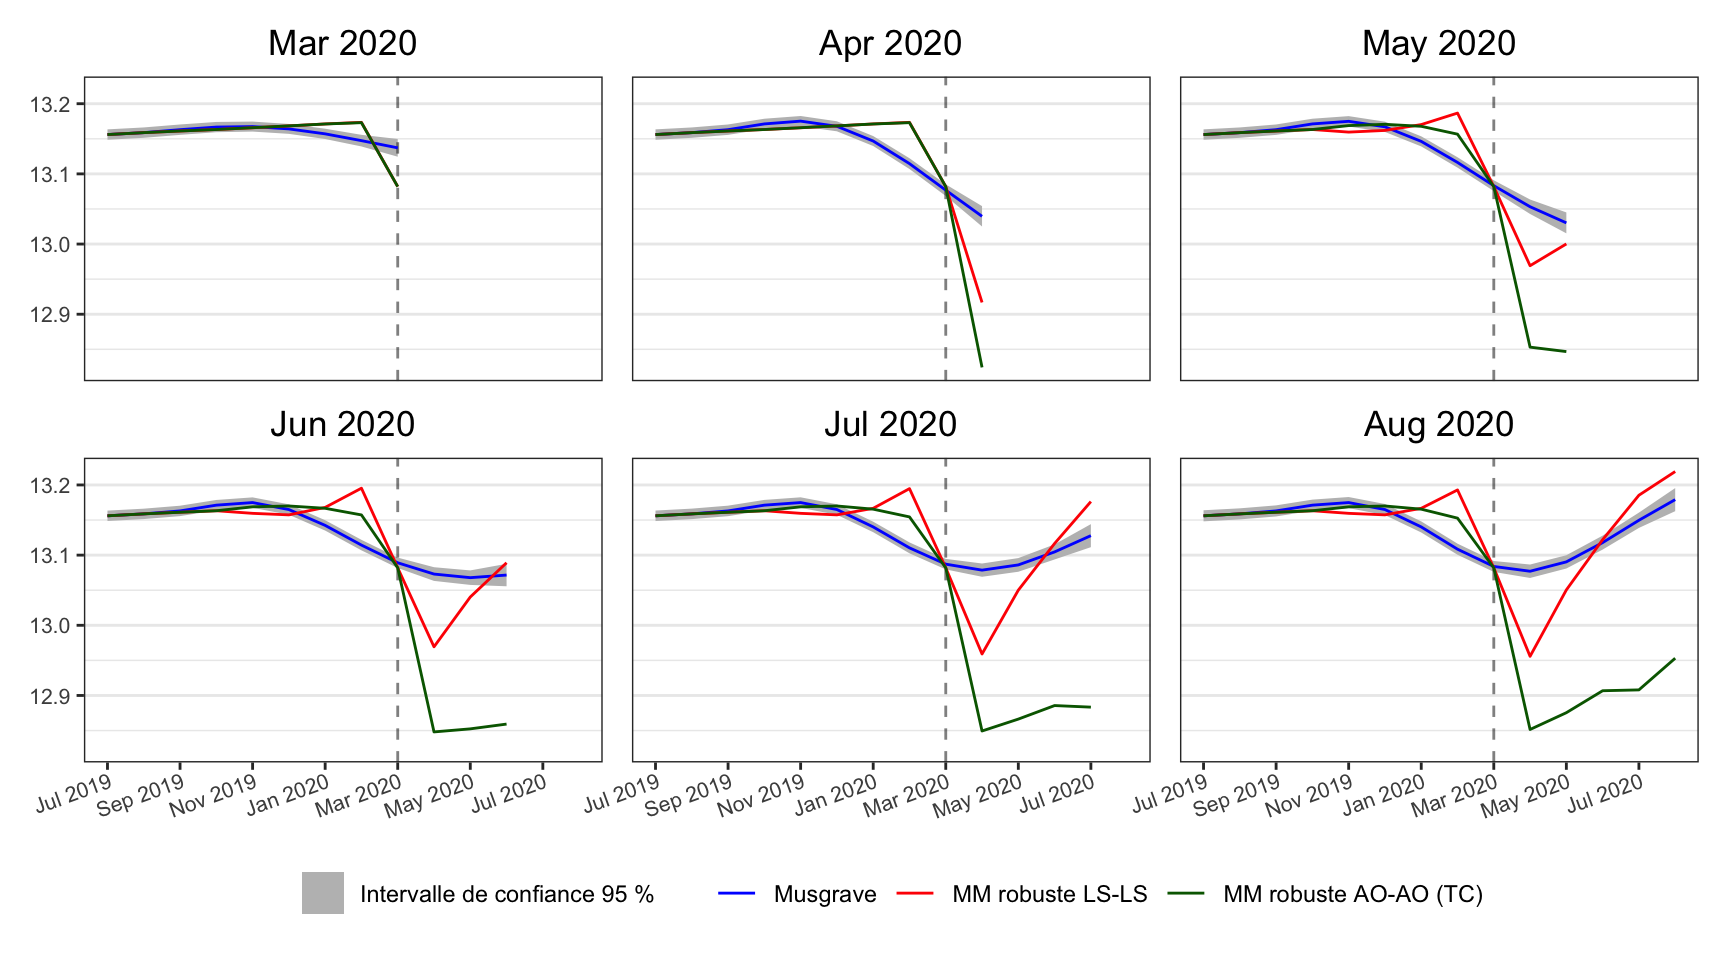 Mar 2020
Apr 2020
May 2020
13.2
13.1
13.0
12.9
Jun 2020
Jul 2020
Aug 2020
13.2
13.1
13.0
12.9
Jul 2019 Sep 2019 Nov 2019 Jan 2020 Mar 2020 May 2020 Jul 2020
Jul 2019 Sep 2019 Nov 2019 Jan 2020 Mar 2020 May 2020 Jul 2020
Jul 2019 Sep 2019 Nov 2019 Jan 2020 Mar 2020 May 2020 Jul 2020
Intervalle de confiance 95 % Musgrave MM robuste LS-LS MM robuste AO-AO (TC)